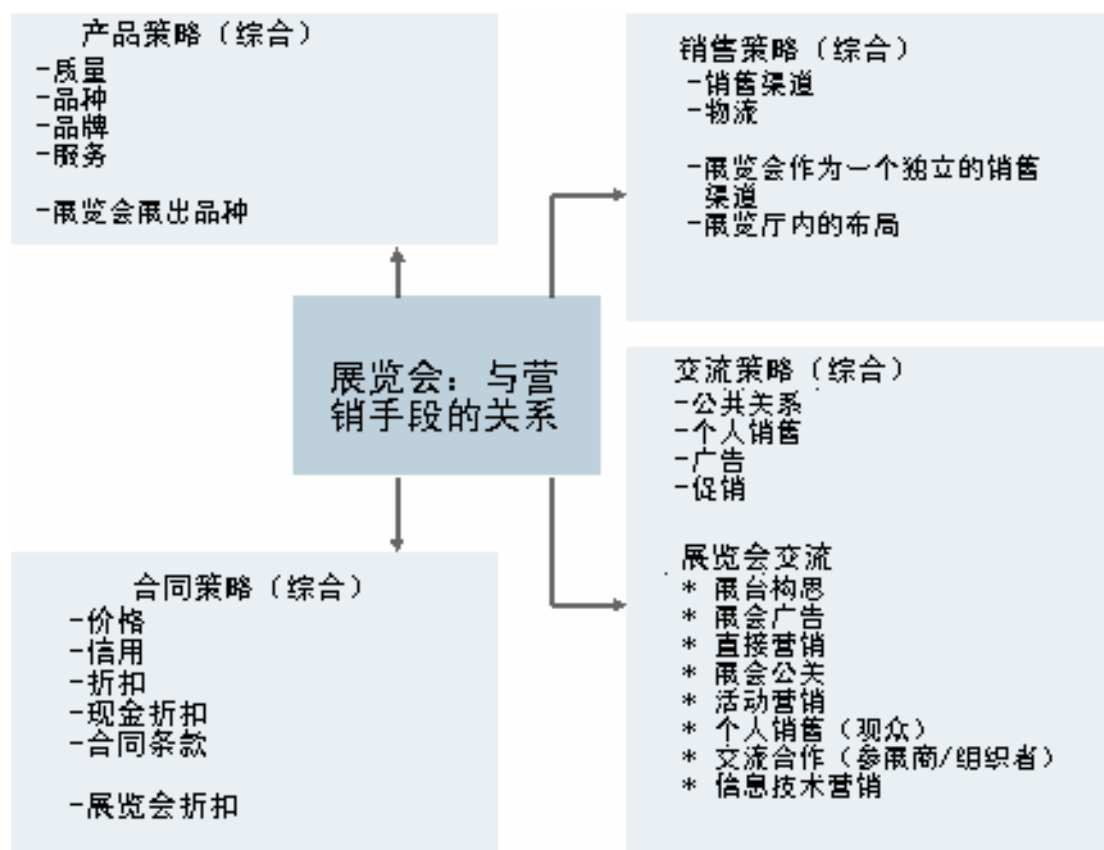 产品策略（综合）
-质量
-品种
-品牌
-服务
-展览会展出品种
销售策略（综合）
-销售渠道
-物流
-展览会作为一个独立的销售
渠道
-展览厅内的布局
展览会：与营
销手段的关系
合同策略（综合）
-价格
-信用
-折扣
-现金折扣
-合同条款
-展览会折扣
交流策略（综合）
-公共关系
-个人销售
-广告
-促销
展览会交流
* 展台构思
* 展会广告
* 直接营销
* 展会公关
* 活动营销
* 个人销售（观众）
* 交流合作（参展商/组织者）
* 信息技术营销